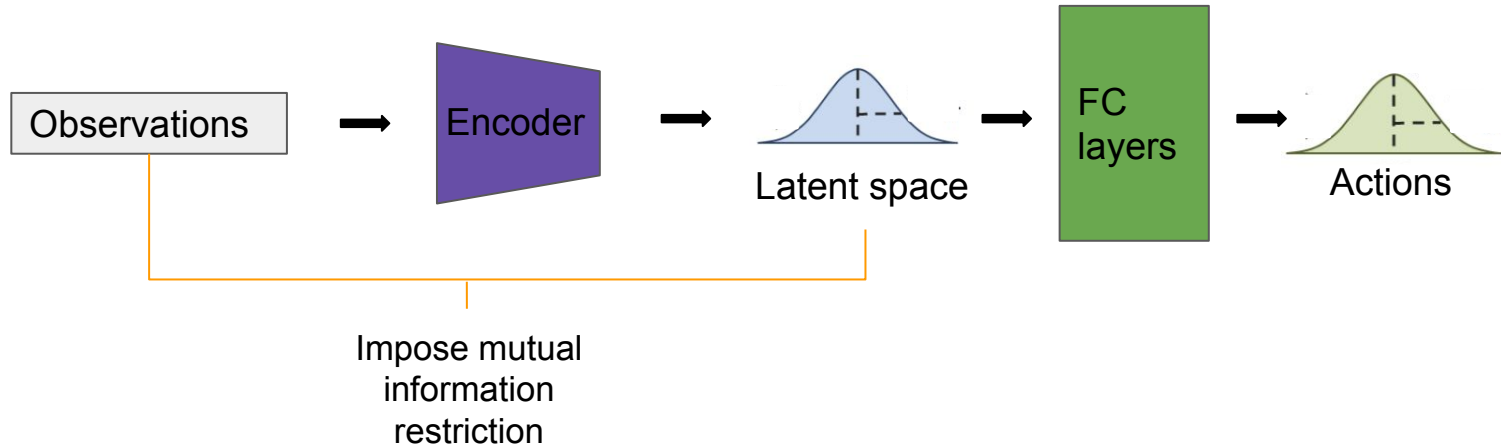 Observations
Encoder
Latent space
FC
layers
Actions
Impose mutual
information
restriction